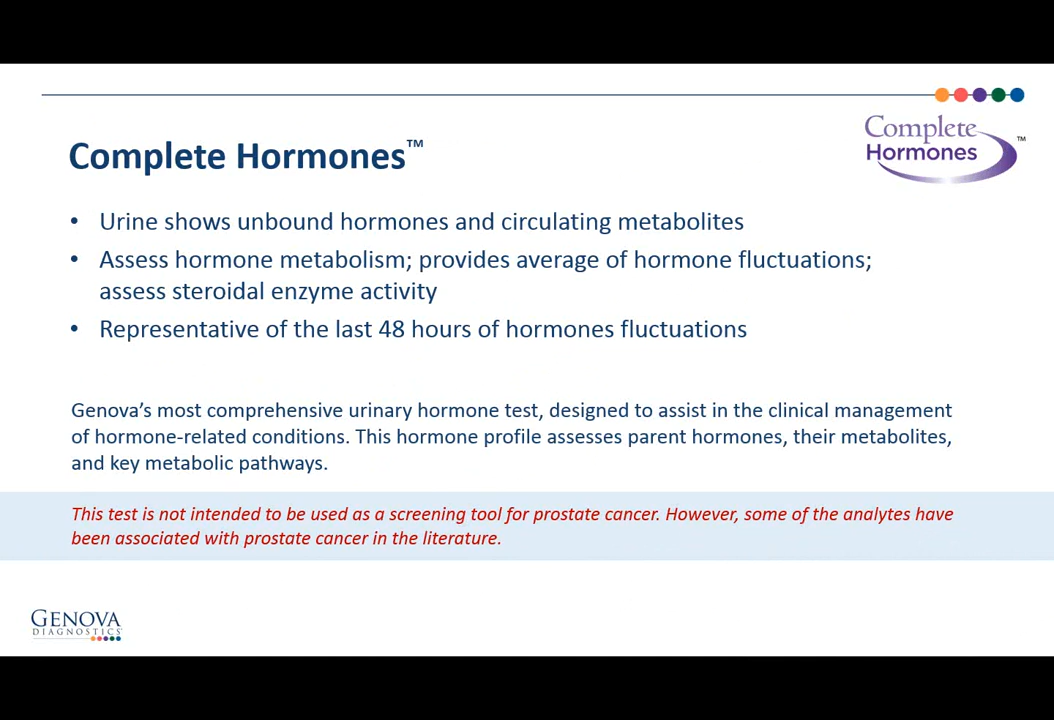 Complete Hormones™
Complete
Hormones™
• Urine shows unbound hormones and circulating metabolites
• Assess hormone metabolism; provides average of hormone fluctuations;
assess steroidal enzyme activity
• Representative of the last 48 hours of hormones fluctuations
Genova’s most comprehensive urinary hormone test, designed to assist in the clinical management
of hormone-related conditions. This hormone profile assesses parent hormones, their metabolites,
and key metabolic pathways.
This test is not intended to be used as a screening tool for prostate cancer. However, some of the analytes have
been associated with prostate cancer in the literature.
GENOVA
DIAGNOSTICS